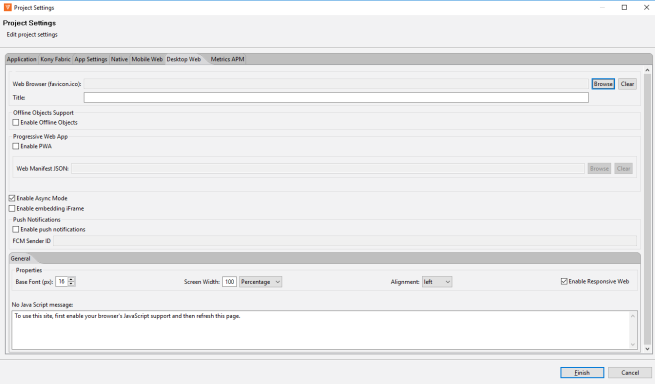 Project Settings
Project Settings
Edit project settings
Application Kony Fabric App Settings Native Mobile Web Desktop Web Metrics APM
Web Browser (favicon.ico): Browse Clear
Title:
Offline Objects Support
Enable Offline Objects
Progressive Web App
Enable PWA
Web Manifest JSON: Browse Clear
Enable Async Mode
Enable embedding iFrame
Push Notifications
Enable push notifications
FCM Sender ID
General
Properties
Base Font (px): 16 Screen Width: 100 Percentage Alignment: left Enable Responsive Web
No Java Script message:
To use this site, first enable your browser's JavaScript support and then refresh this page.
Finish Cancel